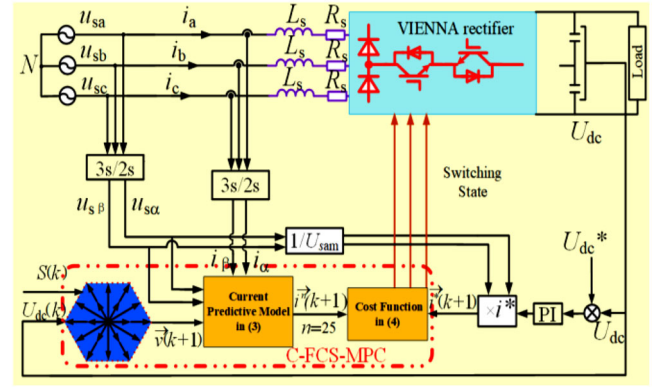 u_sa i_a L_s R_s VIENNA rectifier
N u_sb i_b L_s R_s Load
u_sc i_c L_s R_s
U_dc
3s/2s 3s/2s
Switching
State
u_sβ u_sα
1/U_sam
U_dc*
i_β i_α
S(k)
U_dc(k)
v(k+1)
Current
Predictive Model
in (3)
i^n(k+1)
n=25
Cost Function
in (4)
(k+1)
×i*
PI
U_dc
C-FCS-MPC